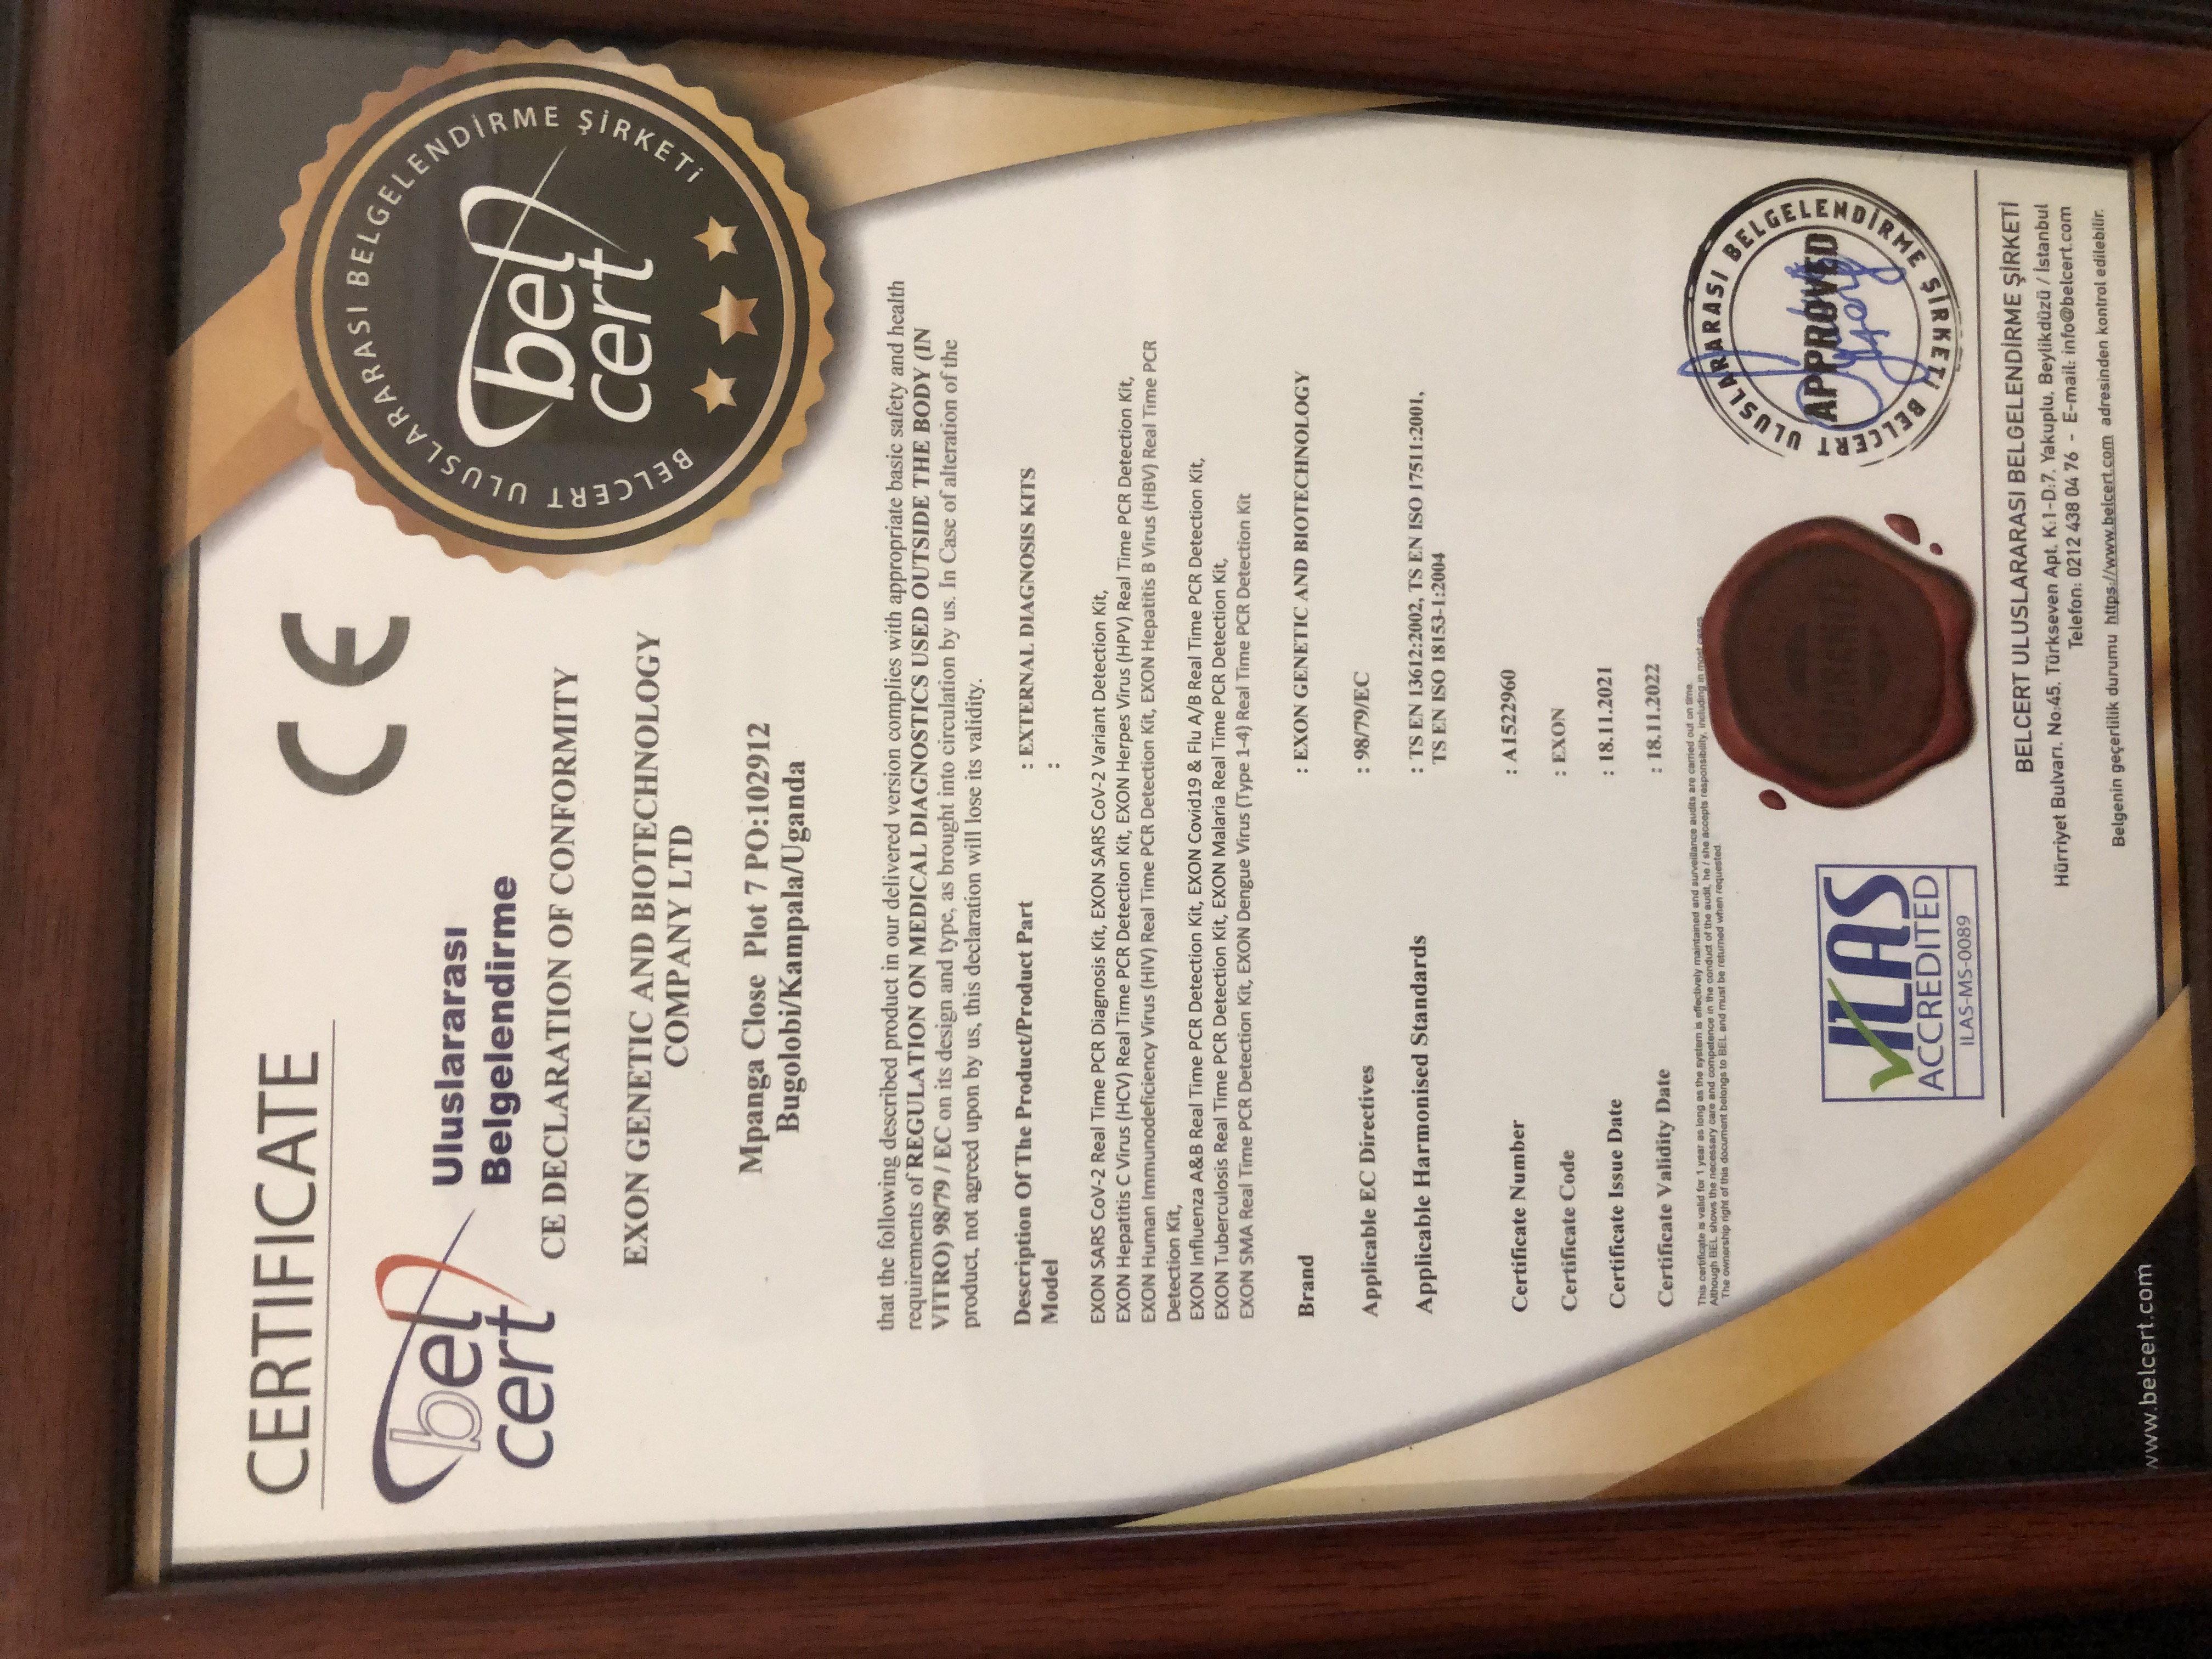 CERTIFICATE
CE
bel
cert
Uluslararası
Belgelendirme
BELCERT ULUSLARARASI BELGELENDİRME ŞİRKETİ
bel
cert
CE DECLARATION OF CONFORMITY
EXON GENETIC AND BIOTECHNOLOGY
COMPANY LTD
Mpanga Close Plot 7 PO:102912
Bugolobi/Kampala/Uganda
that the following described product in our delivered version complies with appropriate basic safety and health
requirements of REGULATION ON MEDICAL DIAGNOSTICS USED OUTSIDE THE BODY (IN
VITRO) 98/79 / EC on its design and type, as brought into circulation by us. In Case of alteration of the
product, not agreed upon by us, this declaration will lose its validity.
Description Of The Product/Product Part : EXTERNAL DIAGNOSIS KITS
Model :
EXON SARS CoV-2 Real Time PCR Diagnosis Kit, EXON SARS CoV-2 Variant Detection Kit,
EXON Hepatitis C Virus (HCV) Real Time PCR Detection Kit, EXON Herpes Virus (HPV) Real Time PCR Detection Kit,
EXON Human Immunodeficiency Virus (HIV) Real Time PCR Detection Kit, EXON Hepatitis B Virus (HBV) Real Time PCR
Detection Kit,
EXON Influenza A&B Real Time PCR Detection Kit, EXON Covid19 & Flu A/B Real Time PCR Detection Kit,
EXON Tuberculosis Real Time PCR Detection Kit, EXON Malaria Real Time PCR Detection Kit,
EXON SMA Real Time PCR Detection Kit, EXON Dengue Virus (Type 1-4) Real Time PCR Detection Kit
Brand : EXON GENETIC AND BIOTECHNOLOGY
Applicable EC Directives : 98/79/EC
Applicable Harmonised Standards : TS EN 13612:2002, TS EN ISO 17511:2001,
TS EN ISO 18153-1:2004
Certificate Number : A1522960
Certificate Code : EXON
Certificate Issue Date : 18.11.2021
Certificate Validity Date : 18.11.2022
This certificate is valid for 1 year as long as the system is effectively maintained and surveillance audits are carried out on time.
Although BEL shows the necessary care and competence in the conduct of the audit, he / she accepts responsibility, including in most cases
The ownership right of this document belongs to BEL and must be returned when requested.
ILAS
ACCREDITED
ILAS-MS-0089
BELCERT ULUSLARARASI BELGELENDİRME ŞİRKETİ
APPROVED
BELCERT ULUSLARARASI BELGELENDİRME ŞİRKETİ
Hürriyet Bulvarı. No:45. Türkseven Apt. K:1-D:7. Yakuplu. Beylikdüzü / İstanbul
Telefon: 0212 438 04 76 - E-mail: info@belcert.com
Belgenin geçerlilik durumu https://www.belcert.com adresinden kontrol edilebilir.
www.belcert.com